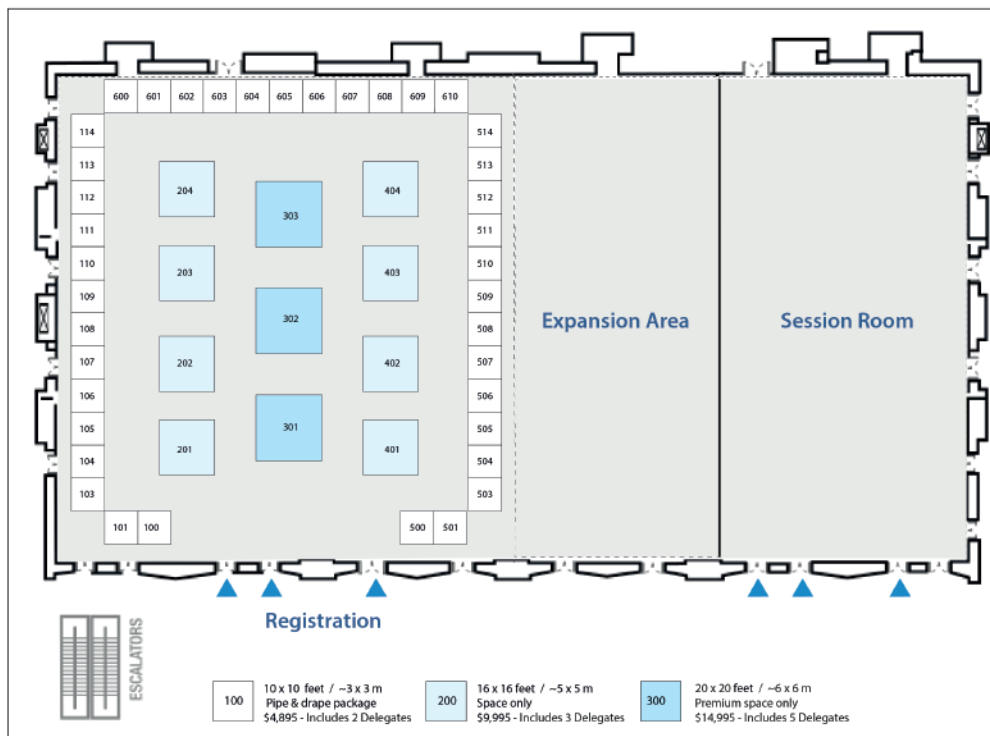 600 601 602 603 604 605 606 607 608 609 610
114 514
113 513
204 404
112 512
303
111 511
110 510
203 403
109 509
302 Expansion Area Session Room
108 508
107 507
202 402
106 506
105 505
301
201 401
104 504
103 503
101 100 500 501
Registration
ESCALATORS
100
10 x 10 feet / ~3 x 3 m
Pipe & drape package
$4,895 - Includes 2 Delegates
200
16 x 16 feet / ~5 x 5 m
Space only
$9,995 - Includes 3 Delegates
300
20 x 20 feet / ~6 x 6 m
Premium space only
$14,995 - Includes 5 Delegates